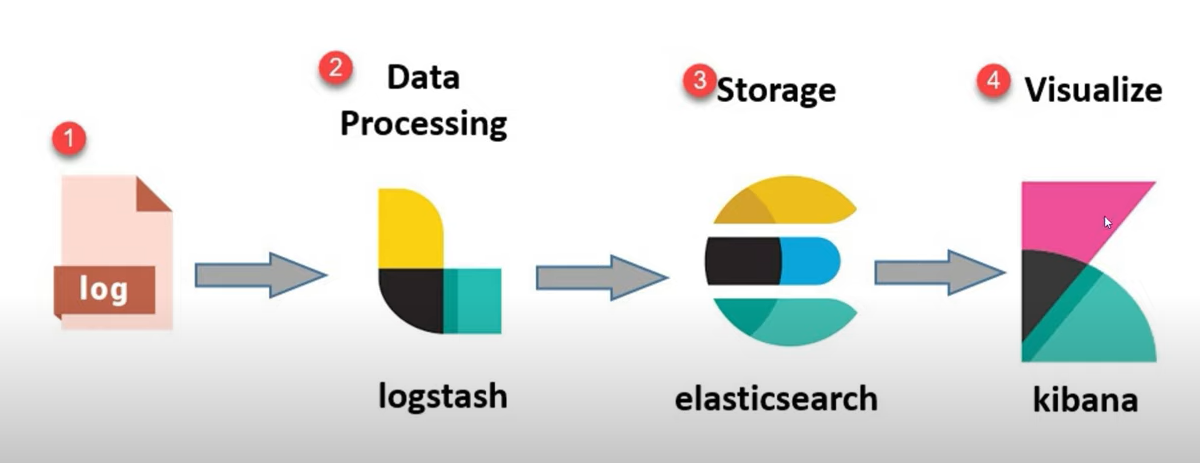 1
log
2
Data
Processing
logstash
3
Storage
elasticsearch
4
Visualize
kibana